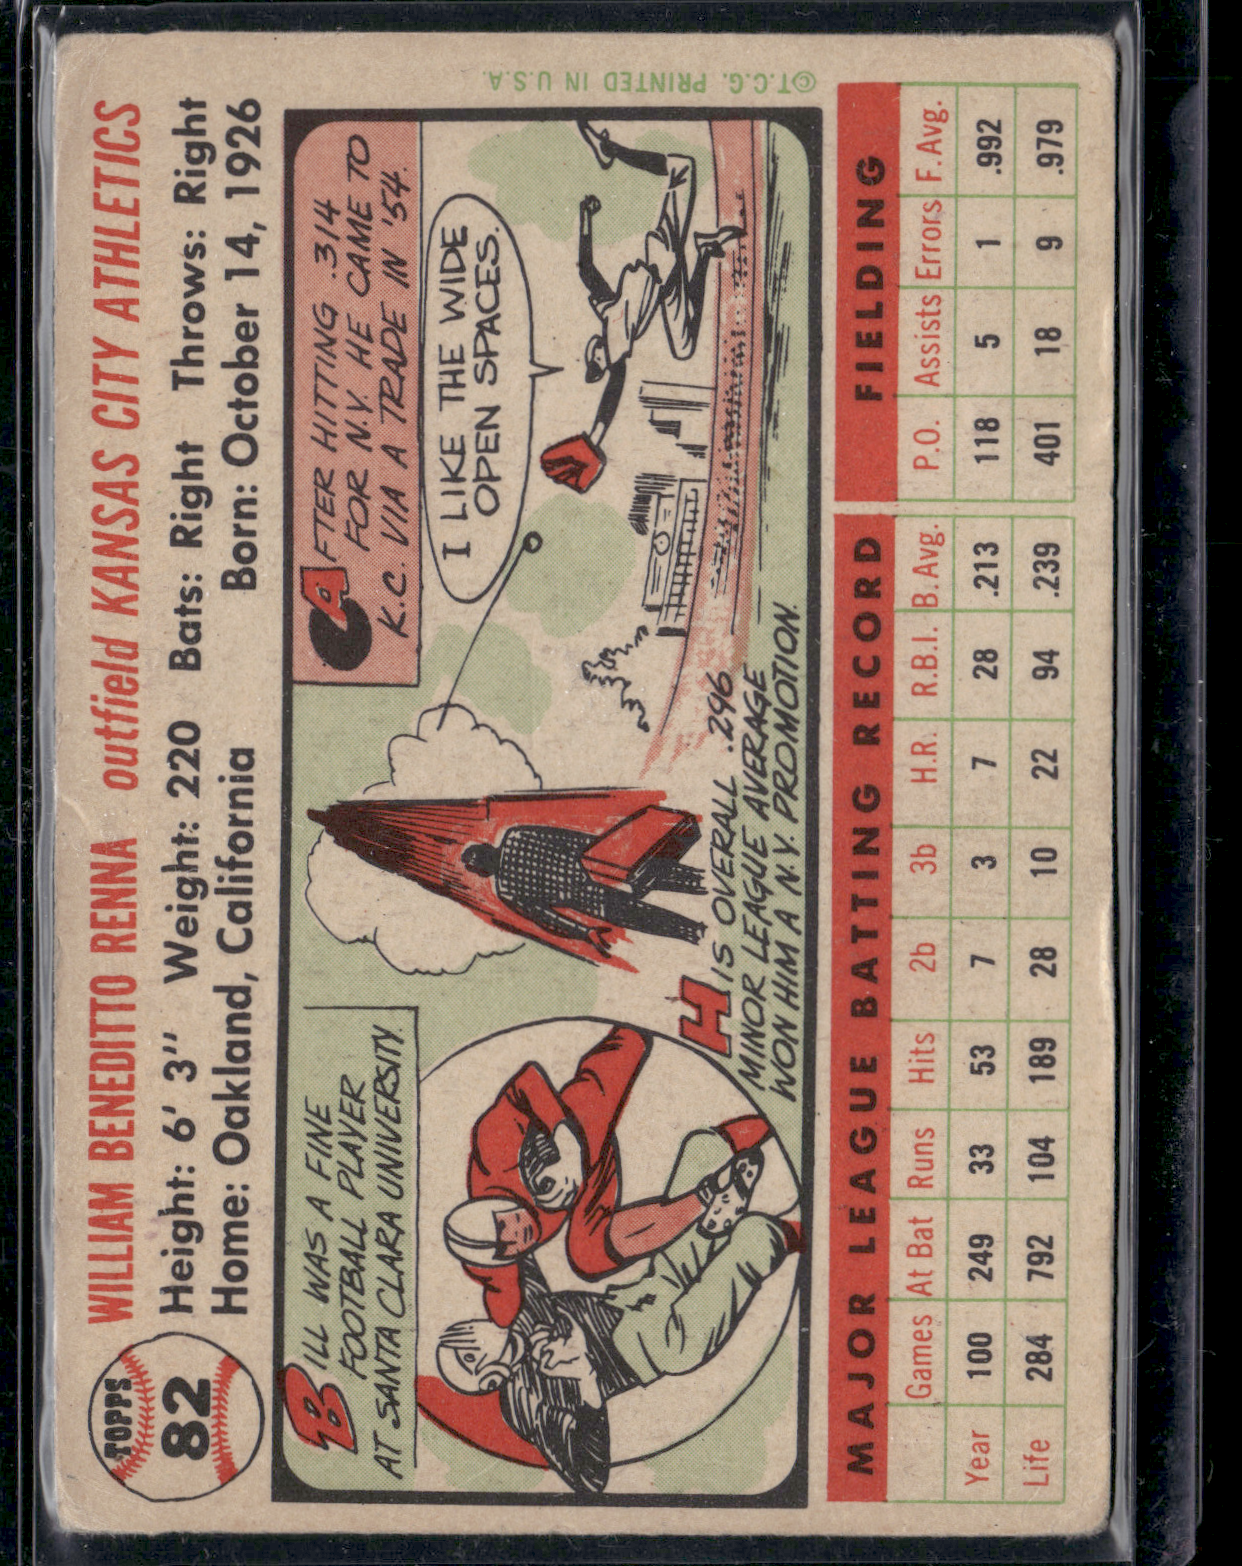 TOPPS
82
WILLIAM BENEDITTO RENNA outfield KANSAS CITY ATHLETICS
Height: 6' 3" Weight: 220 Bats: Right Throws: Right
Home: Oakland, California Born: October 14, 1926
BILL WAS A FINE
FOOTBALL PLAYER
AT SANTA CLARA UNIVERSITY.
HIS OVERALL .296
MINOR LEAGUE AVERAGE
WON HIM A N.Y. PROMOTION.
AFTER HITTING .314
FOR N.Y. HE CAME TO
K.C. VIA A TRADE IN '54.
I LIKE THE WIDE
OPEN SPACES.
MAJOR LEAGUE BATTING RECORD FIELDING
Games At Bat Runs Hits 2b 3b H.R. R.B.I. B. Avg. P.O. Assists Errors F. Avg.
Year 100 249 33 53 7 3 7 28 .213 118 5 1 .992
Life 284 792 104 189 28 10 22 94 .239 401 18 9 .979
©T.C.G. PRINTED IN U.S.A.